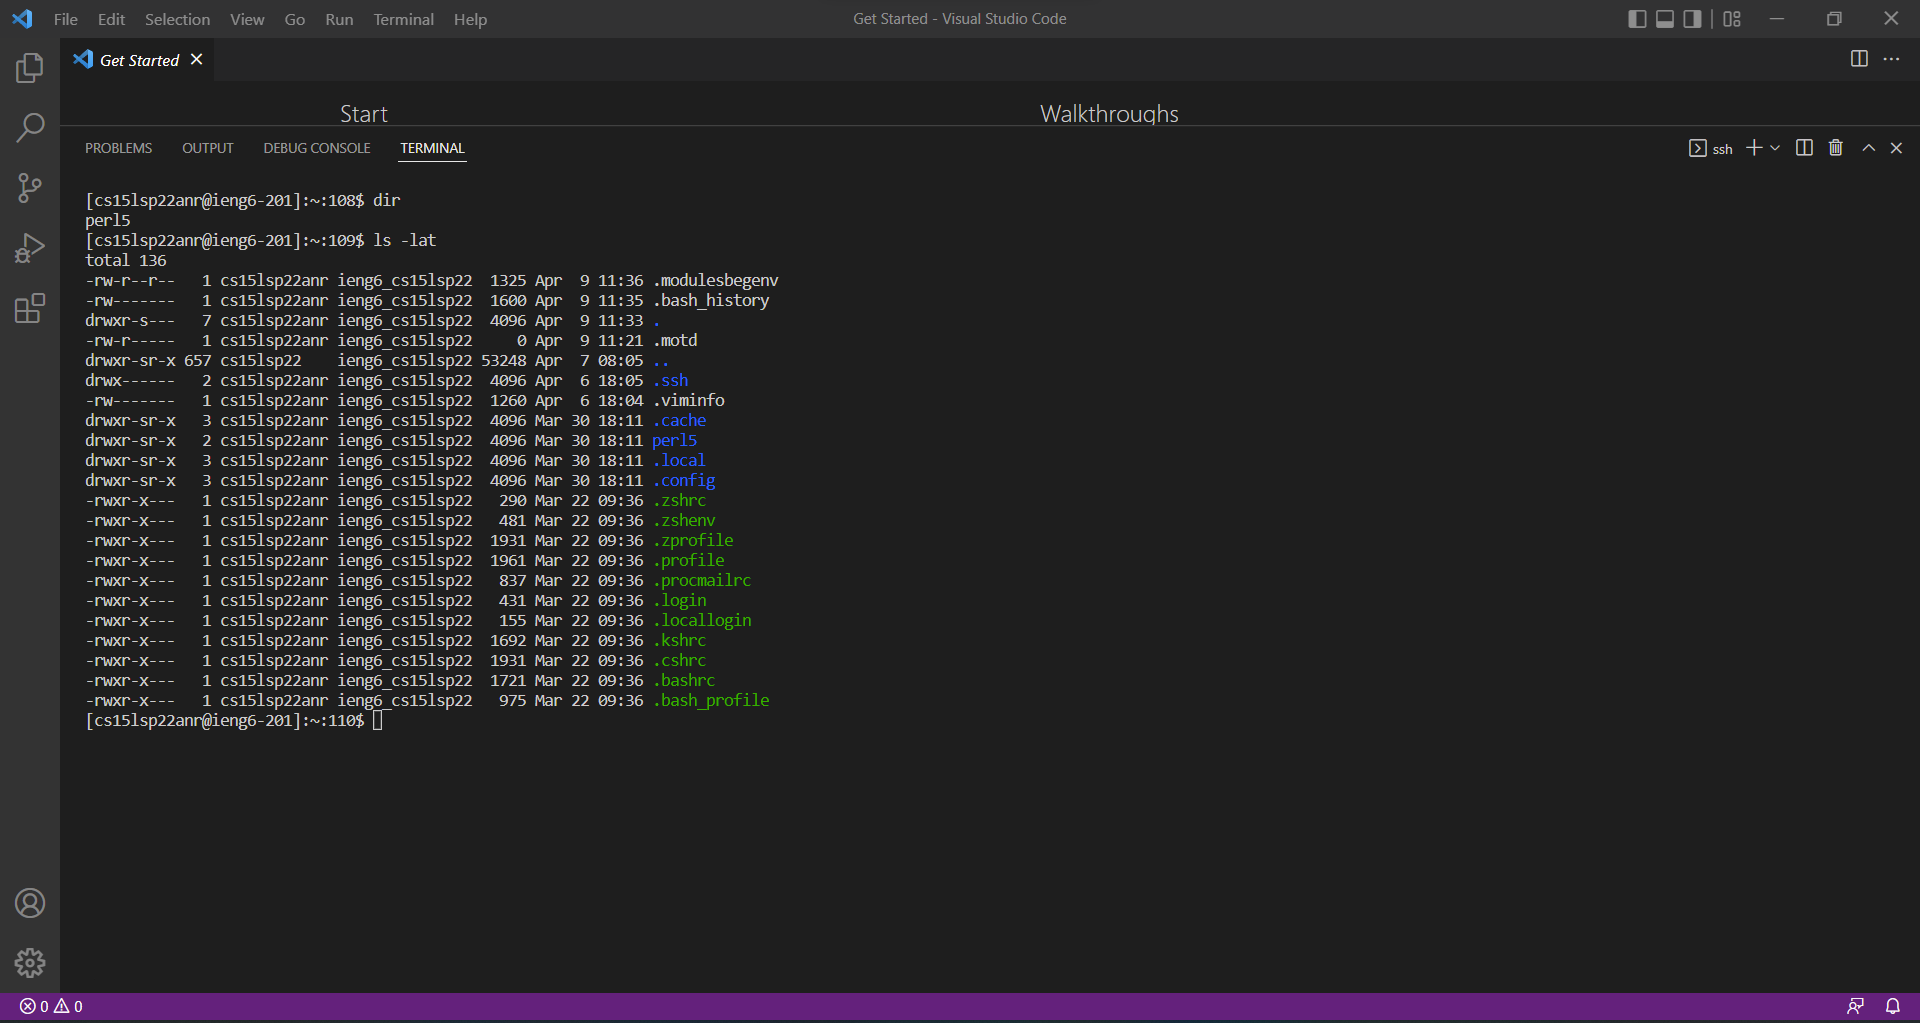 File Edit Selection View Go Run Terminal Help
Get Started - Visual Studio Code
Get Started
Start
Walkthroughs
PROBLEMS OUTPUT DEBUG CONSOLE TERMINAL
ssh
[cs15lsp22anr@ieng6-201]:~:108$ dir
perl5
[cs15lsp22anr@ieng6-201]:~:109$ ls -lat
total 136
-rw-r--r--   1 cs15lsp22anr ieng6_cs15lsp22  1325 Apr  9 11:36 .modulesbegenv
-rw-------   1 cs15lsp22anr ieng6_cs15lsp22  1600 Apr  9 11:35 .bash_history
drwxr-s---   7 cs15lsp22anr ieng6_cs15lsp22  4096 Apr  9 11:33 .
-rw-r-----   1 cs15lsp22anr ieng6_cs15lsp22     0 Apr  9 11:21 .motd
drwxr-sr-x 657 cs15lsp22    ieng6_cs15lsp22 53248 Apr  7 08:05 ..
drwx------   2 cs15lsp22anr ieng6_cs15lsp22  4096 Apr  6 18:05 .ssh
-rw-------   1 cs15lsp22anr ieng6_cs15lsp22  1260 Apr  6 18:04 .viminfo
drwxr-sr-x   3 cs15lsp22anr ieng6_cs15lsp22  4096 Mar 30 18:11 .cache
drwxr-sr-x   2 cs15lsp22anr ieng6_cs15lsp22  4096 Mar 30 18:11 perl5
drwxr-sr-x   3 cs15lsp22anr ieng6_cs15lsp22  4096 Mar 30 18:11 .local
drwxr-sr-x   3 cs15lsp22anr ieng6_cs15lsp22  4096 Mar 30 18:11 .config
-rwxr-x---   1 cs15lsp22anr ieng6_cs15lsp22   290 Mar 22 09:36 .zshrc
-rwxr-x---   1 cs15lsp22anr ieng6_cs15lsp22   481 Mar 22 09:36 .zshenv
-rwxr-x---   1 cs15lsp22anr ieng6_cs15lsp22  1931 Mar 22 09:36 .zprofile
-rwxr-x---   1 cs15lsp22anr ieng6_cs15lsp22  1961 Mar 22 09:36 .profile
-rwxr-x---   1 cs15lsp22anr ieng6_cs15lsp22   837 Mar 22 09:36 .procmailrc
-rwxr-x---   1 cs15lsp22anr ieng6_cs15lsp22   431 Mar 22 09:36 .login
-rwxr-x---   1 cs15lsp22anr ieng6_cs15lsp22   155 Mar 22 09:36 .locallogin
-rwxr-x---   1 cs15lsp22anr ieng6_cs15lsp22  1692 Mar 22 09:36 .kshrc
-rwxr-x---   1 cs15lsp22anr ieng6_cs15lsp22  1931 Mar 22 09:36 .cshrc
-rwxr-x---   1 cs15lsp22anr ieng6_cs15lsp22  1721 Mar 22 09:36 .bashrc
-rwxr-x---   1 cs15lsp22anr ieng6_cs15lsp22   975 Mar 22 09:36 .bash_profile
[cs15lsp22anr@ieng6-201]:~:110$
0 0